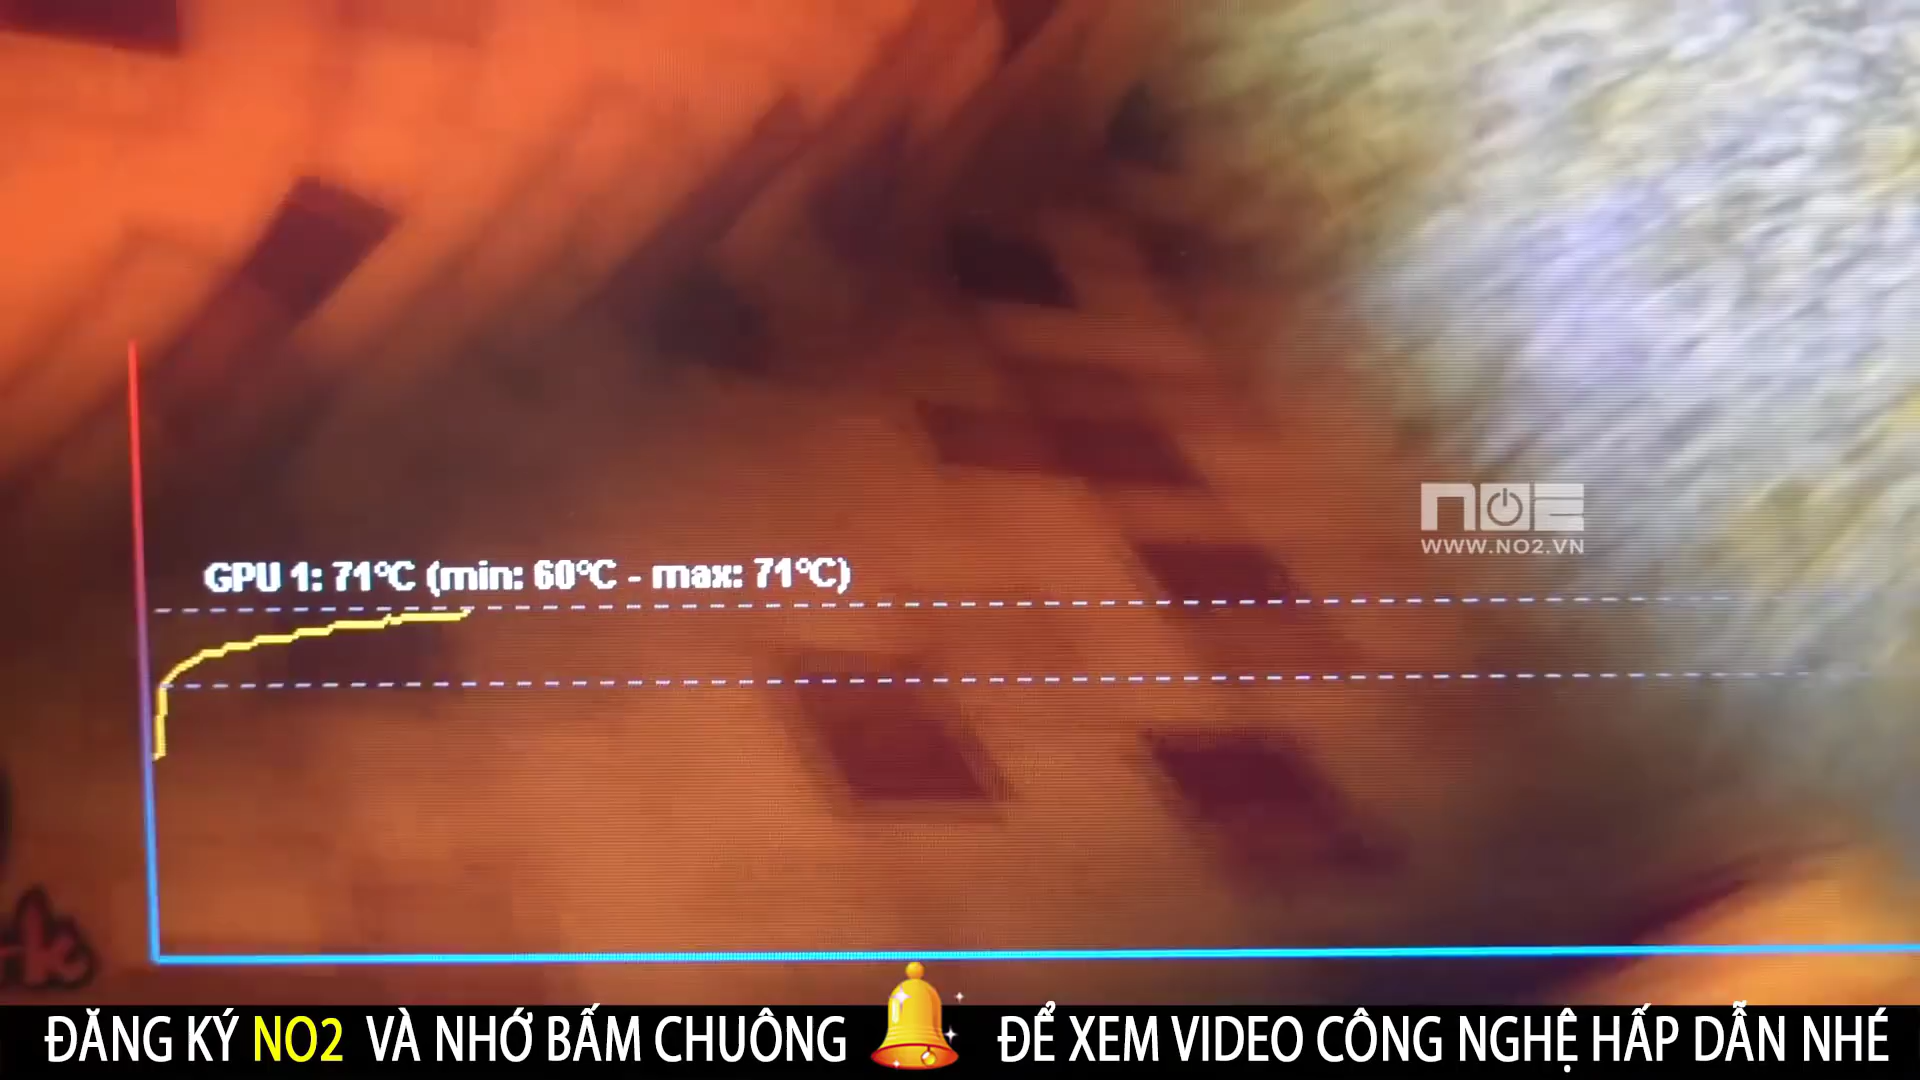 NO2
WWW.NO2.VN
GPU 1: 71°C (min: 60°C - max: 71°C)
ĐĂNG KÝ NO2 VÀ NHỚ BẤM CHUÔNG ĐỂ XEM VIDEO CÔNG NGHỆ HẤP DẪN NHÉ